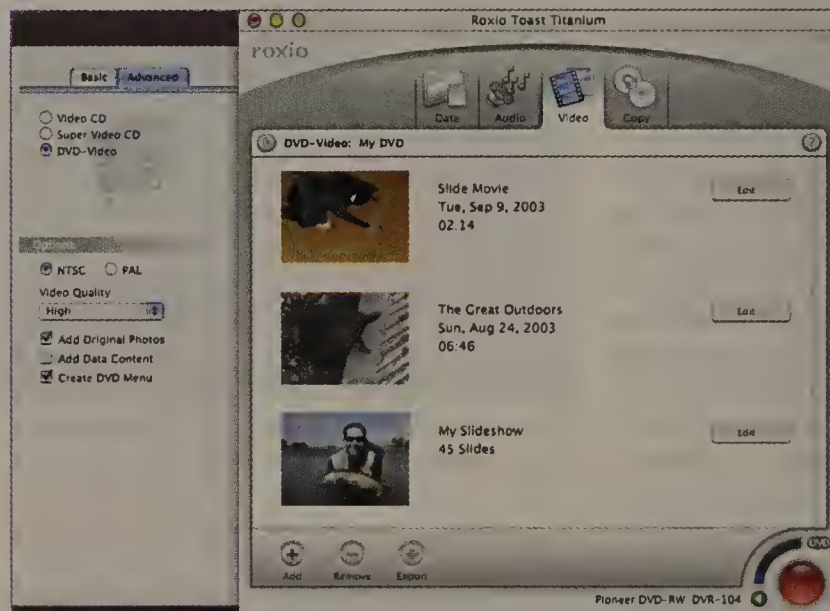 Roxio Toast Titanium
roxio
Basic
Advanced
Video CD
Super Video CD
DVD-Video
Options
NTSC
PAL
Video Quality
High
Add Original Photos
Add Data Content
Create DVD Menu
Data
Audio
Video
Copy
DVD-Video: My DVD
?
Slide Movie
Tue, Sep 9, 2003
02:14
Edit
The Great Outdoors
Sun, Aug 24, 2003
06:46
Edit
My Slideshow
45 Slides
Edit
Add
Remove
Export
DVD
Pioneer DVD-RW DVR-104